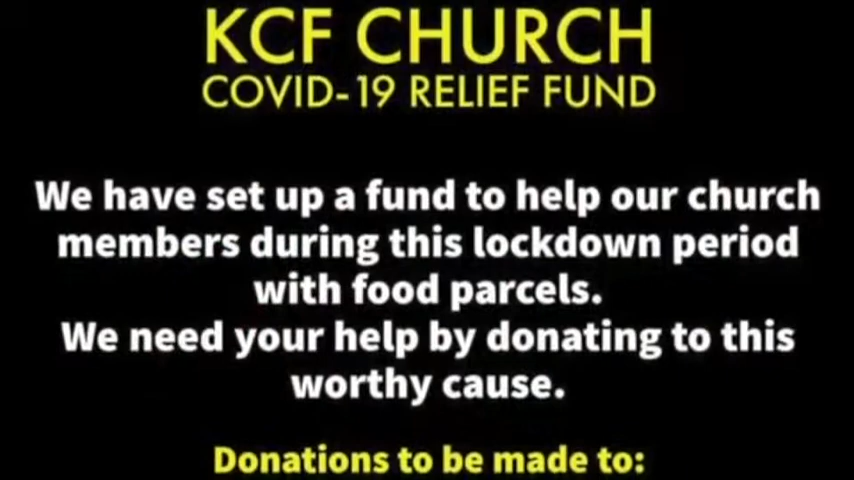 KCF CHURCH
COVID-19 RELIEF FUND
We have set up a fund to help our church
members during this lockdown period
with food parcels.
We need your help by donating to this
worthy cause.
Donations to be made to: